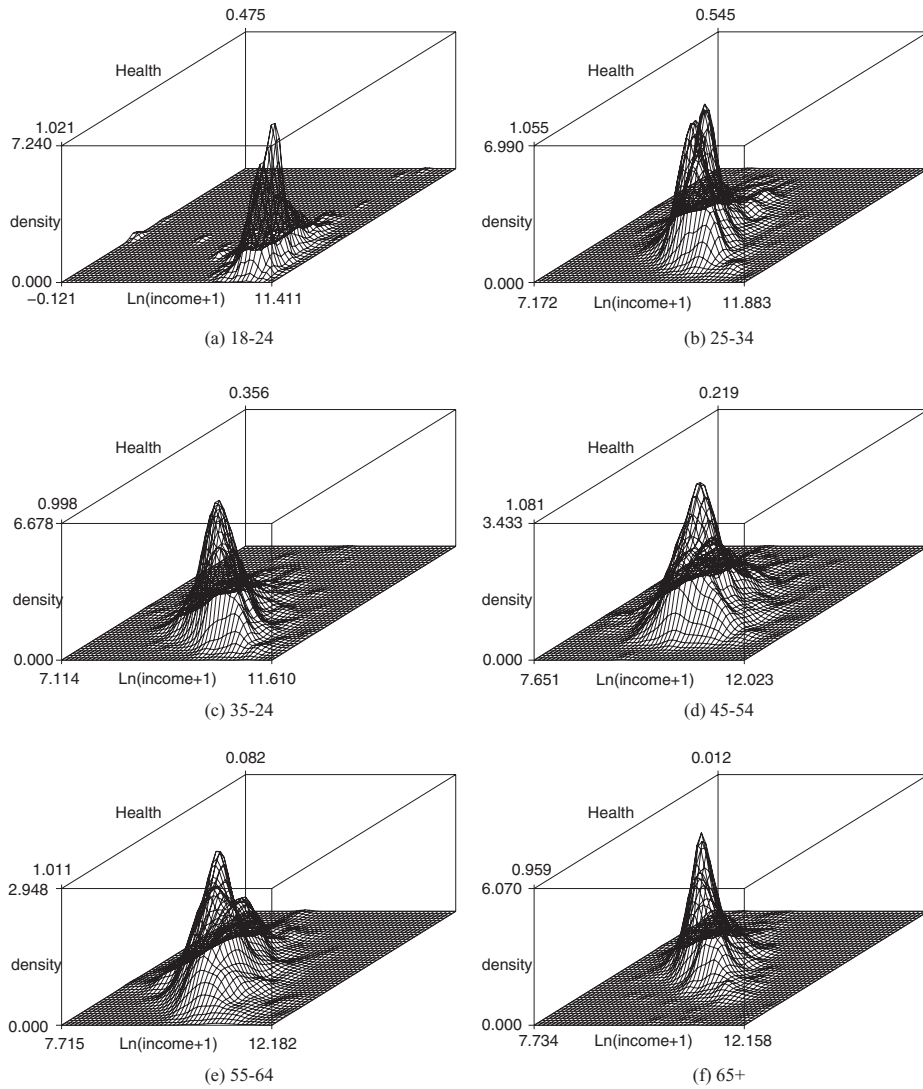 0.475
Health
1.021
7.240
density
0.000
−0.121
Ln(income+1)
11.411
(a) 18-24
0.545
Health
1.055
6.990
density
0.000
7.172
Ln(income+1)
11.883
(b) 25-34
0.356
Health
0.998
6.678
density
0.000
7.114
Ln(income+1)
11.610
(c) 35-24
0.219
Health
1.081
3.433
density
0.000
7.651
Ln(income+1)
12.023
(d) 45-54
0.082
Health
1.011
2.948
density
0.000
7.715
Ln(income+1)
12.182
(e) 55-64
0.012
Health
0.959
6.070
density
0.000
7.734
Ln(income+1)
12.158
(f) 65+